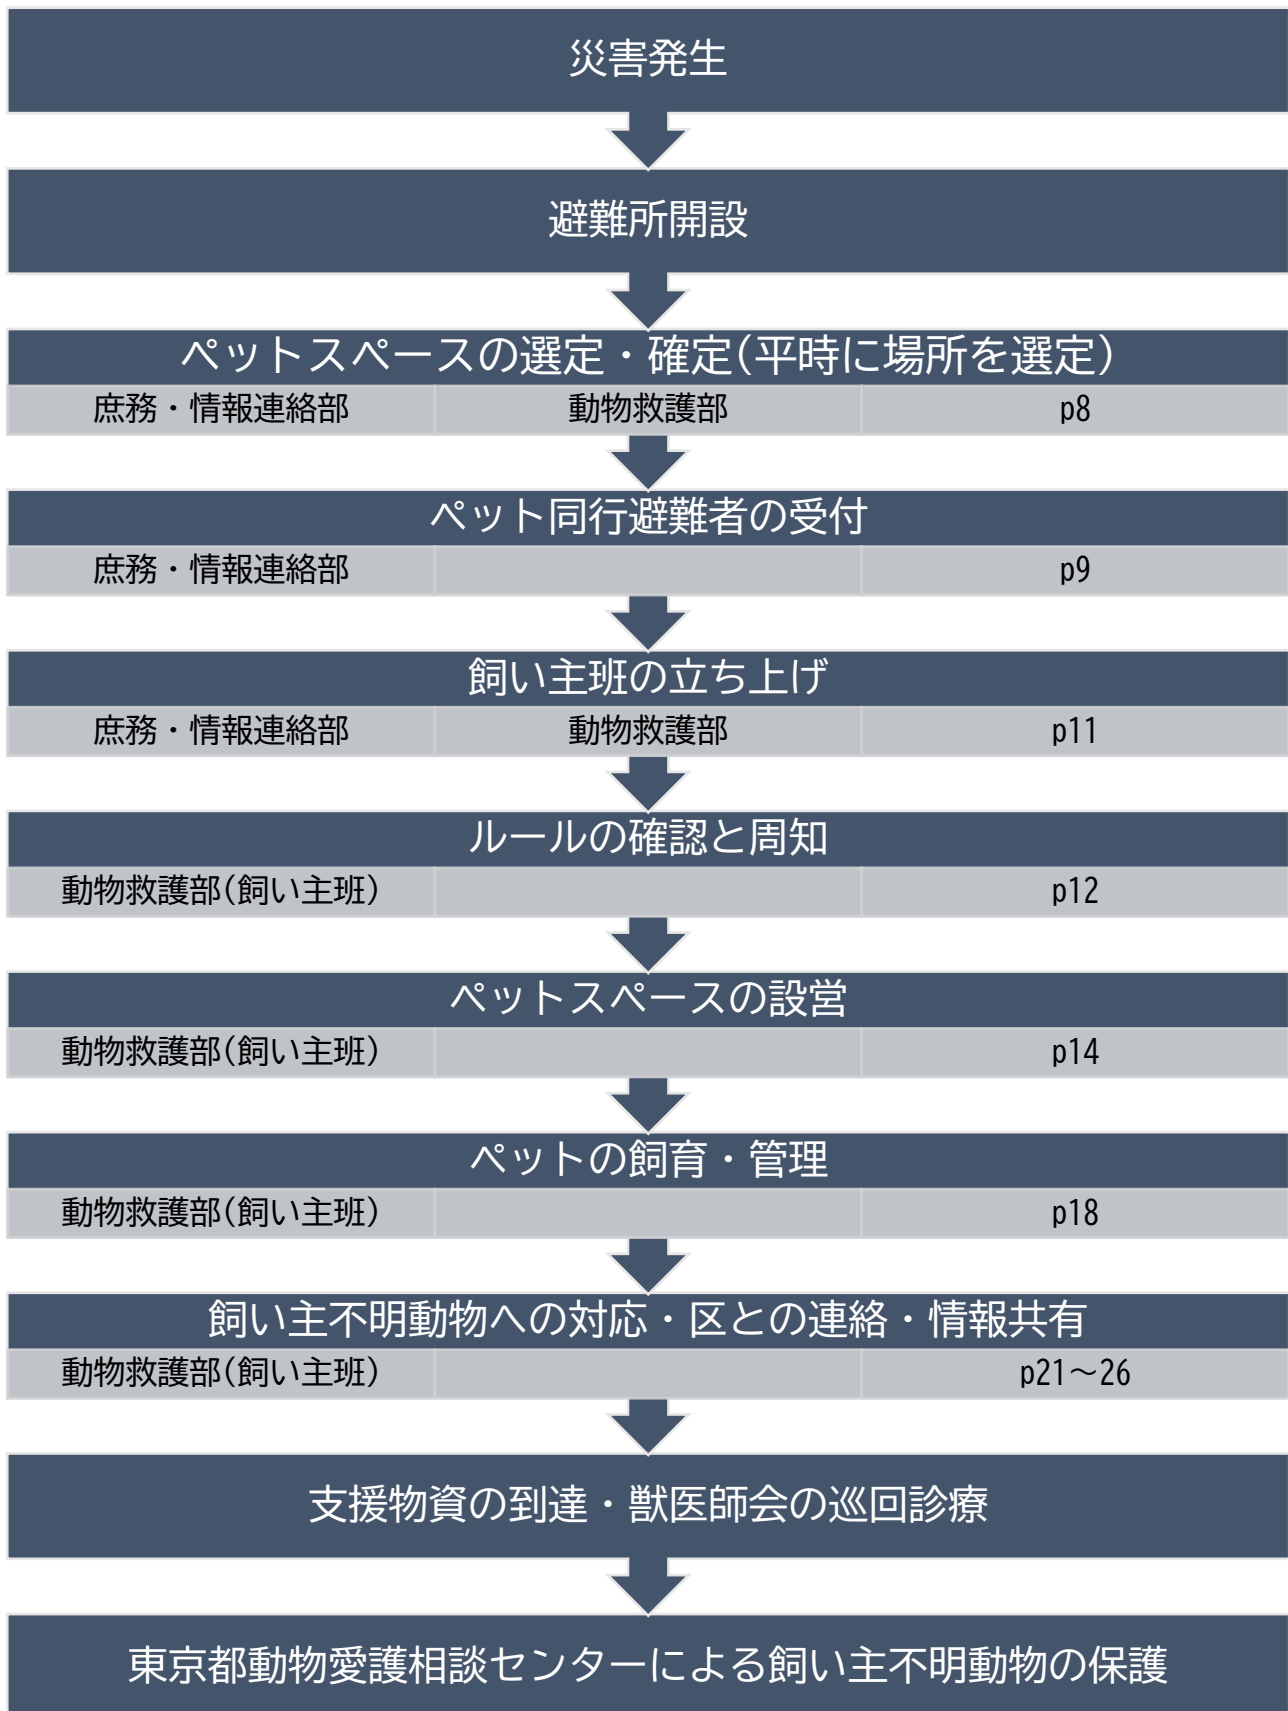 災害発生
避難所開設
ペットスペースの選定・確定(平時に場所を選定)
庶務・情報連絡部 動物救護部 p8
ペット同行避難者の受付
庶務・情報連絡部 p9
飼い主班の立ち上げ
庶務・情報連絡部 動物救護部 p11
ルールの確認と周知
動物救護部(飼い主班) p12
ペットスペースの設営
動物救護部(飼い主班) p14
ペットの飼育・管理
動物救護部(飼い主班) p18
飼い主不明動物への対応・区との連絡・情報共有
動物救護部(飼い主班) p21～26
支援物資の到達・獣医師会の巡回診療
東京都動物愛護相談センターによる飼い主不明動物の保護